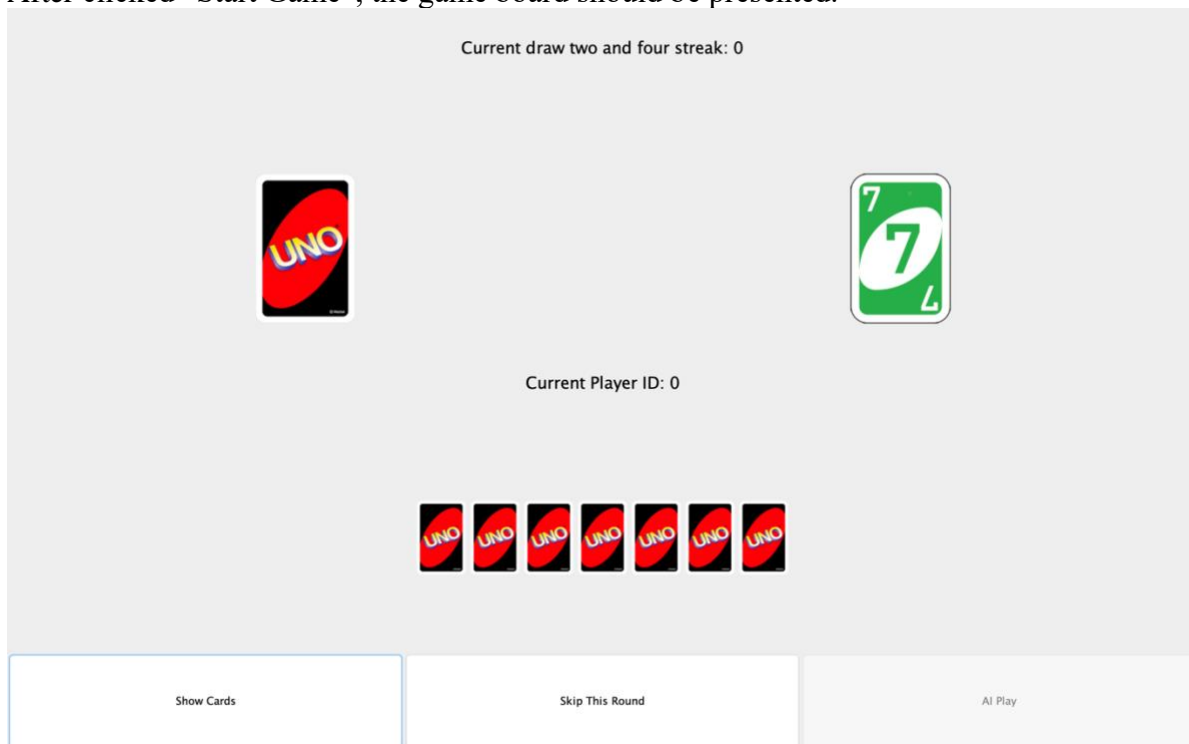 After clicked "Start Game", the game board should be presented.
Current draw two and four streak: 0
UNO
7
7
7
Current Player ID: 0
UNO UNO UNO UNO UNO UNO UNO
Show Cards Skip This Round AI Play